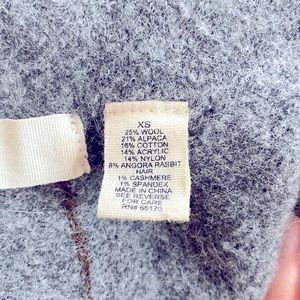 XS
25% WOOL
21% ALPACA
16% COTTON
14% ACRYLIC
14% NYLON
8% ANGORA RABBIT
HAIR
1% CASHMERE
1% SPANDEX
MADE IN CHINA
SEE REVERSE
FOR CARE
RN# 66170